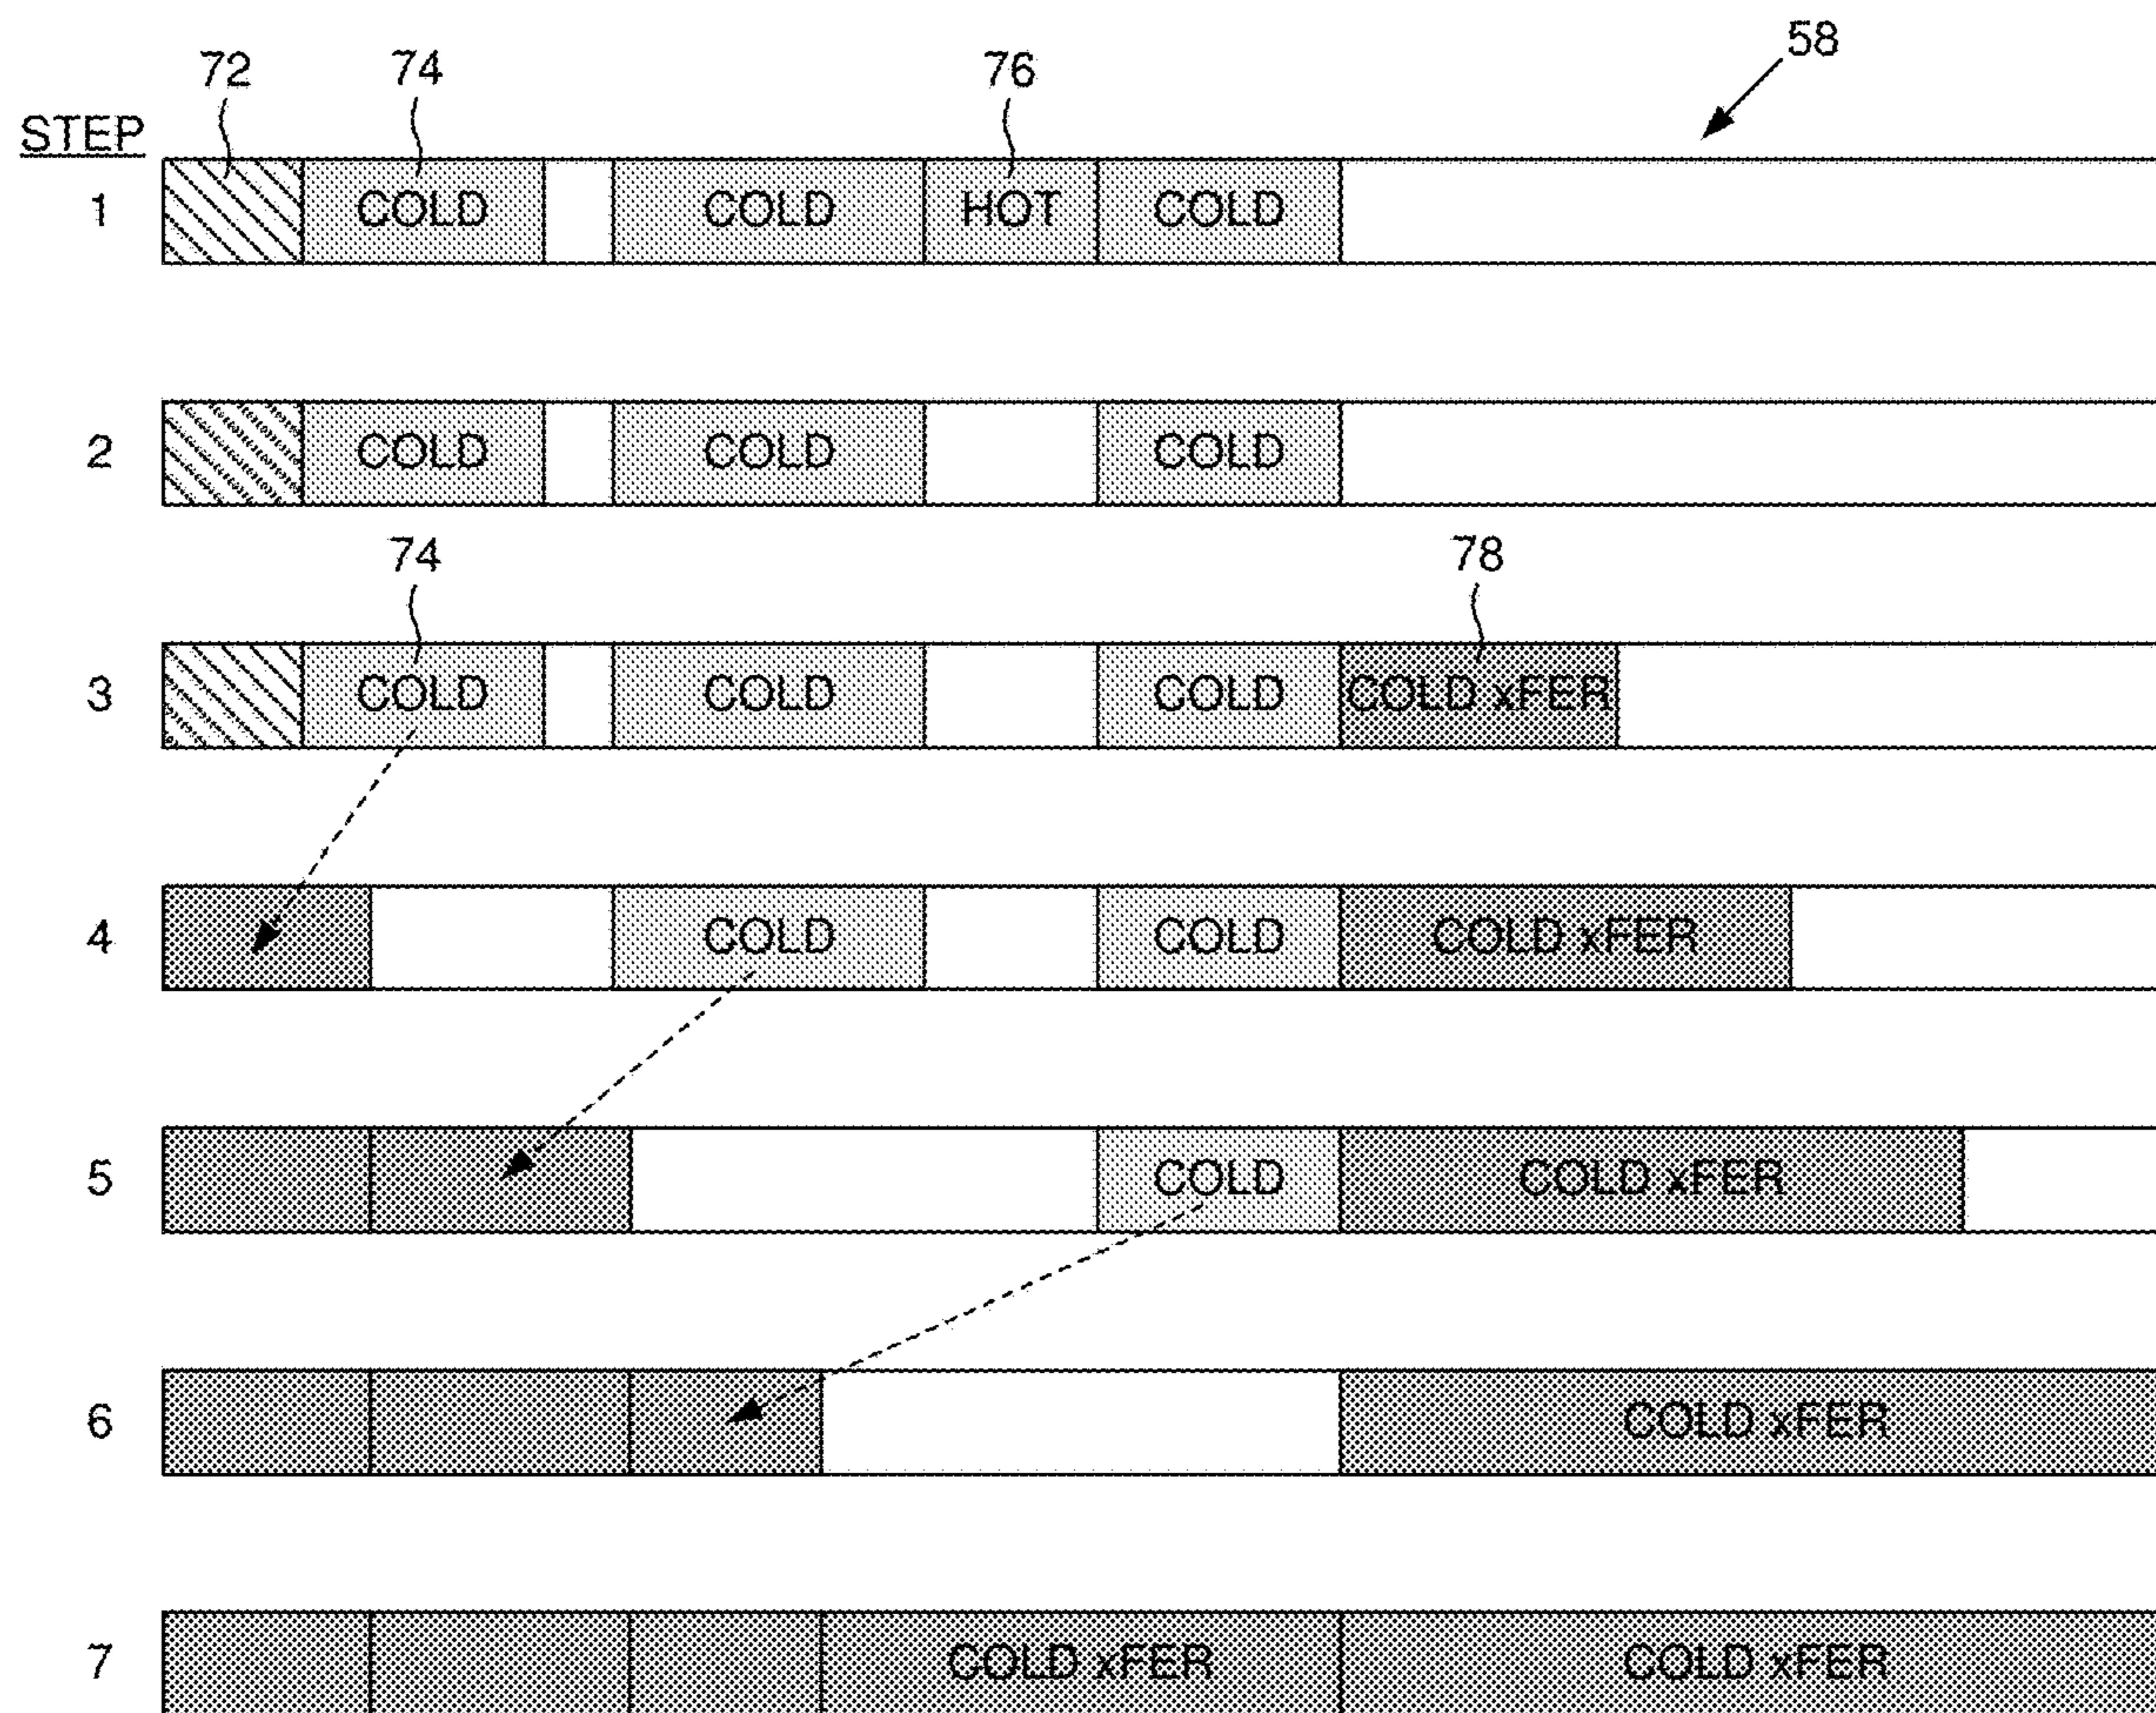 58
72 74 76
STEP
1 COLD COLD HOT COLD
2 COLD COLD COLD
74 78
3 COLD COLD COLD COLD xFER
4 COLD COLD COLD xFER
5 COLD COLD xFER
6 COLD xFER
7 COLD xFER COLD xFER